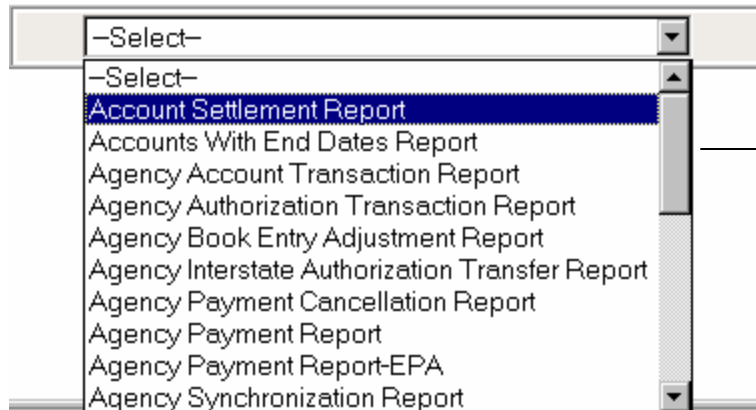 –Select–
–Select–
Account Settlement Report
Accounts With End Dates Report
Agency Account Transaction Report
Agency Authorization Transaction Report
Agency Book Entry Adjustment Report
Agency Interstate Authorization Transfer Report
Agency Payment Cancellation Report
Agency Payment Report
Agency Payment Report-EPA
Agency Synchronization Report